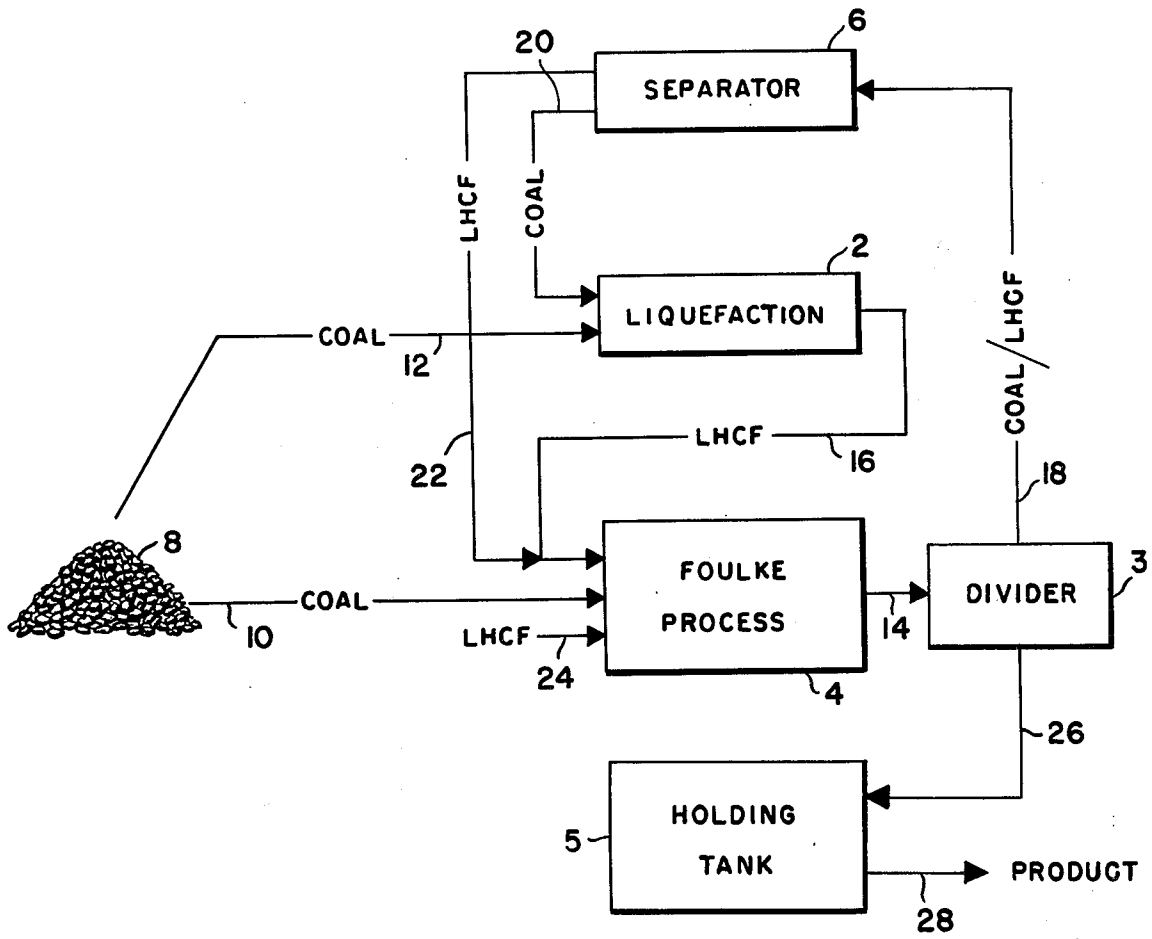 6
20
SEPARATOR
LHCF
COAL
2
LIQUEFACTION
COAL
12
COAL/LHCF
LHCF
16
22
18
8
FOULKE
PROCESS
DIVIDER
3
COAL
10
14
LHCF
24
4
26
HOLDING
TANK
5
PRODUCT
28